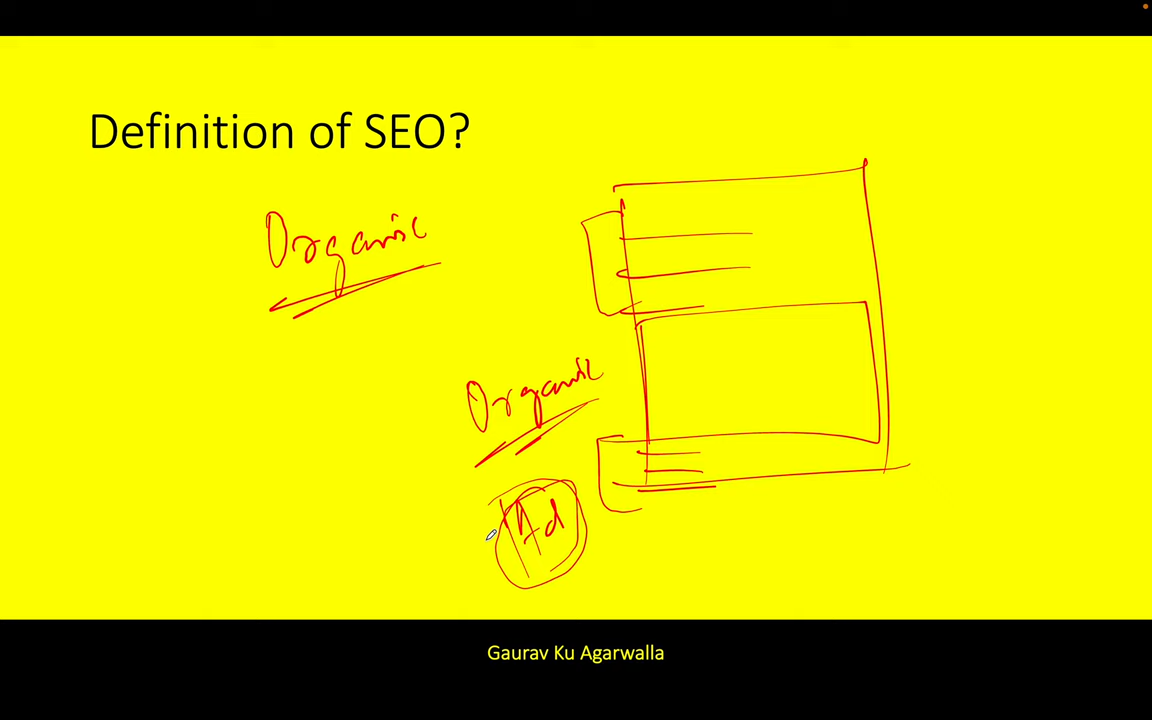 Definition of SEO?
Organic
Organic
Ad
Gaurav Ku Agarwalla